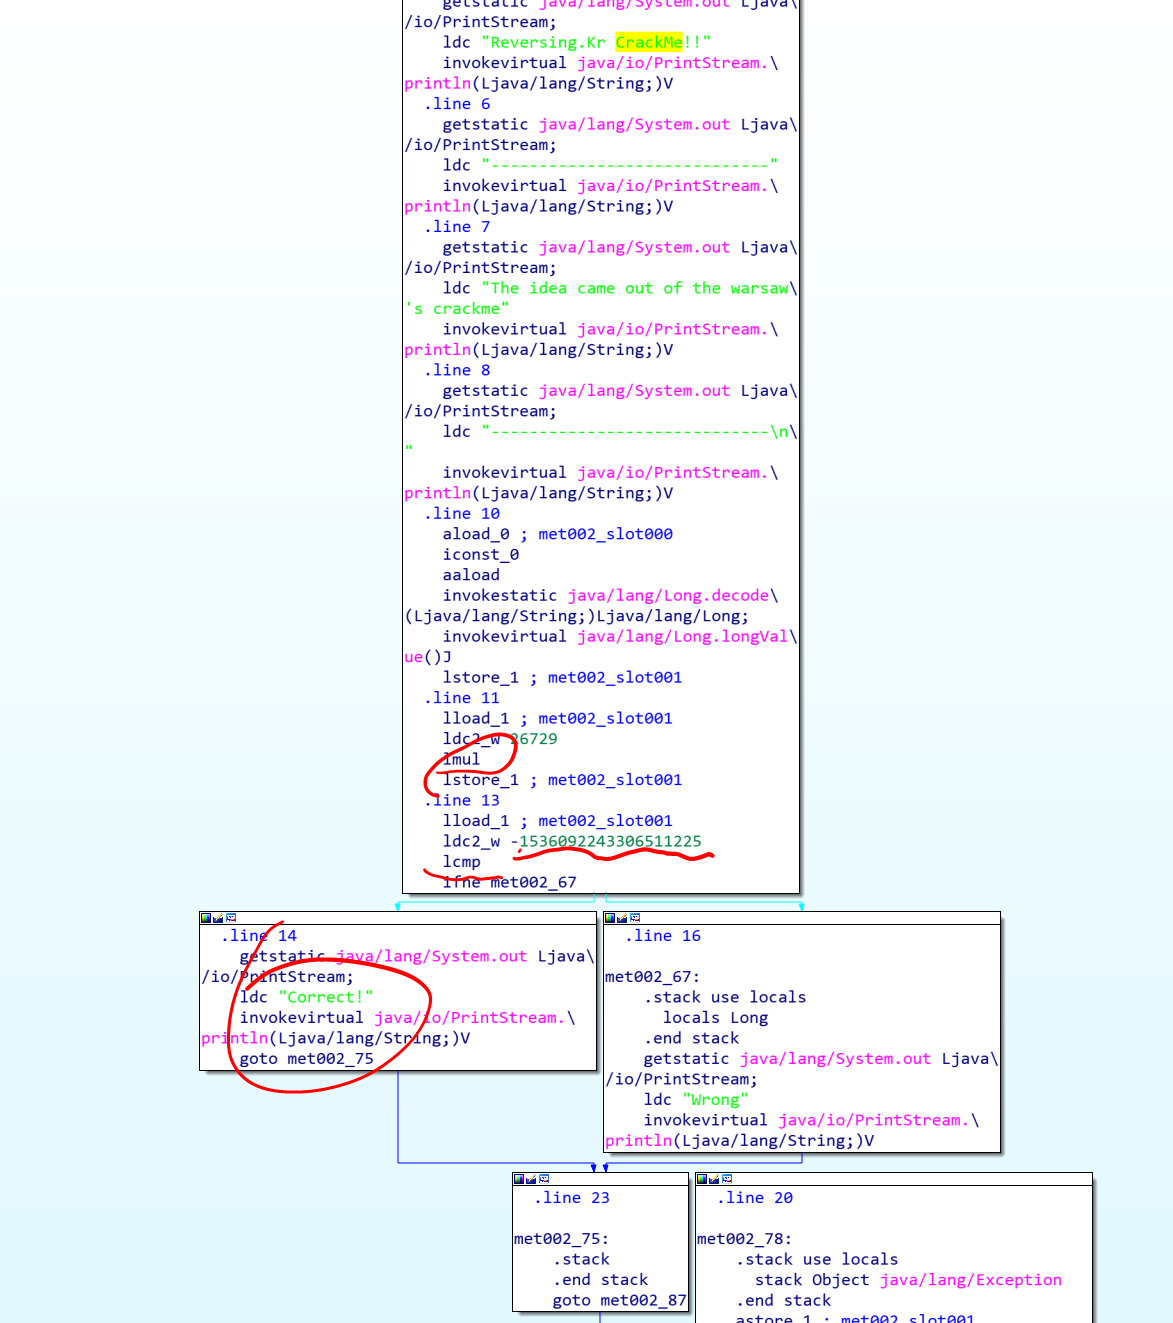 getstatic java/lang/System.out Ljava\
/io/PrintStream;
ldc "Reversing.Kr CrackMe!!"
invokevirtual java/io/PrintStream.\
println(Ljava/lang/String;)V
.line 6
getstatic java/lang/System.out Ljava\
/io/PrintStream;
ldc "-----------------------------"
invokevirtual java/io/PrintStream.\
println(Ljava/lang/String;)V
.line 7
getstatic java/lang/System.out Ljava\
/io/PrintStream;
ldc "The idea came out of the warsaw\
's crackme"
invokevirtual java/io/PrintStream.\
println(Ljava/lang/String;)V
.line 8
getstatic java/lang/System.out Ljava\
/io/PrintStream;
ldc "-----------------------------\n\
"
invokevirtual java/io/PrintStream.\
println(Ljava/lang/String;)V
.line 10
aload_0 ; met002_slot000
iconst_0
aaload
invokestatic java/lang/Long.decode\
(Ljava/lang/String;)Ljava/lang/Long;
invokevirtual java/lang/Long.longVal\
ue()J
lstore_1 ; met002_slot001
.line 11
lload_1 ; met002_slot001
ldc2_w 26729
lmul
lstore_1 ; met002_slot001
.line 13
lload_1 ; met002_slot001
ldc2_w -1536092243306511225
lcmp
ifne met002_67
.line 14
getstatic java/lang/System.out Ljava\
/io/PrintStream;
ldc "Correct!"
invokevirtual java/io/PrintStream.\
println(Ljava/lang/String;)V
goto met002_75
.line 16
met002_67:
.stack use locals
locals Long
.end stack
getstatic java/lang/System.out Ljava\
/io/PrintStream;
ldc "Wrong"
invokevirtual java/io/PrintStream.\
println(Ljava/lang/String;)V
.line 23
met002_75:
.stack
.end stack
goto met002_87
.line 20
met002_78:
.stack use locals
stack Object java/lang/Exception
.end stack
astore_1 ; met002_slot001